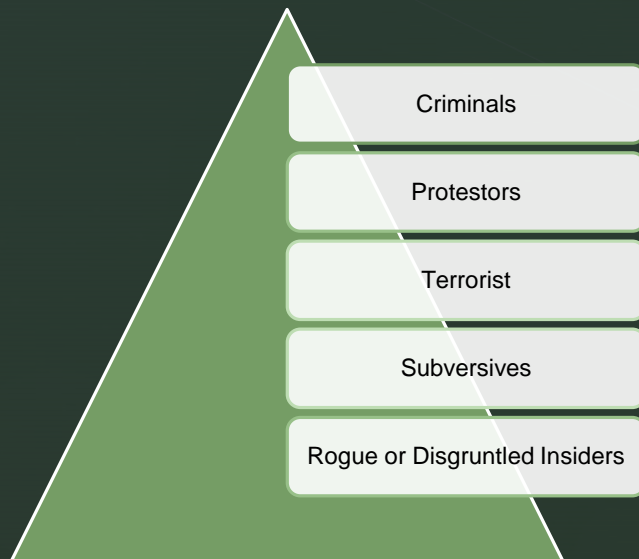 Criminals
Protestors
Terrorist
Subversives
Rogue or Disgruntled Insiders